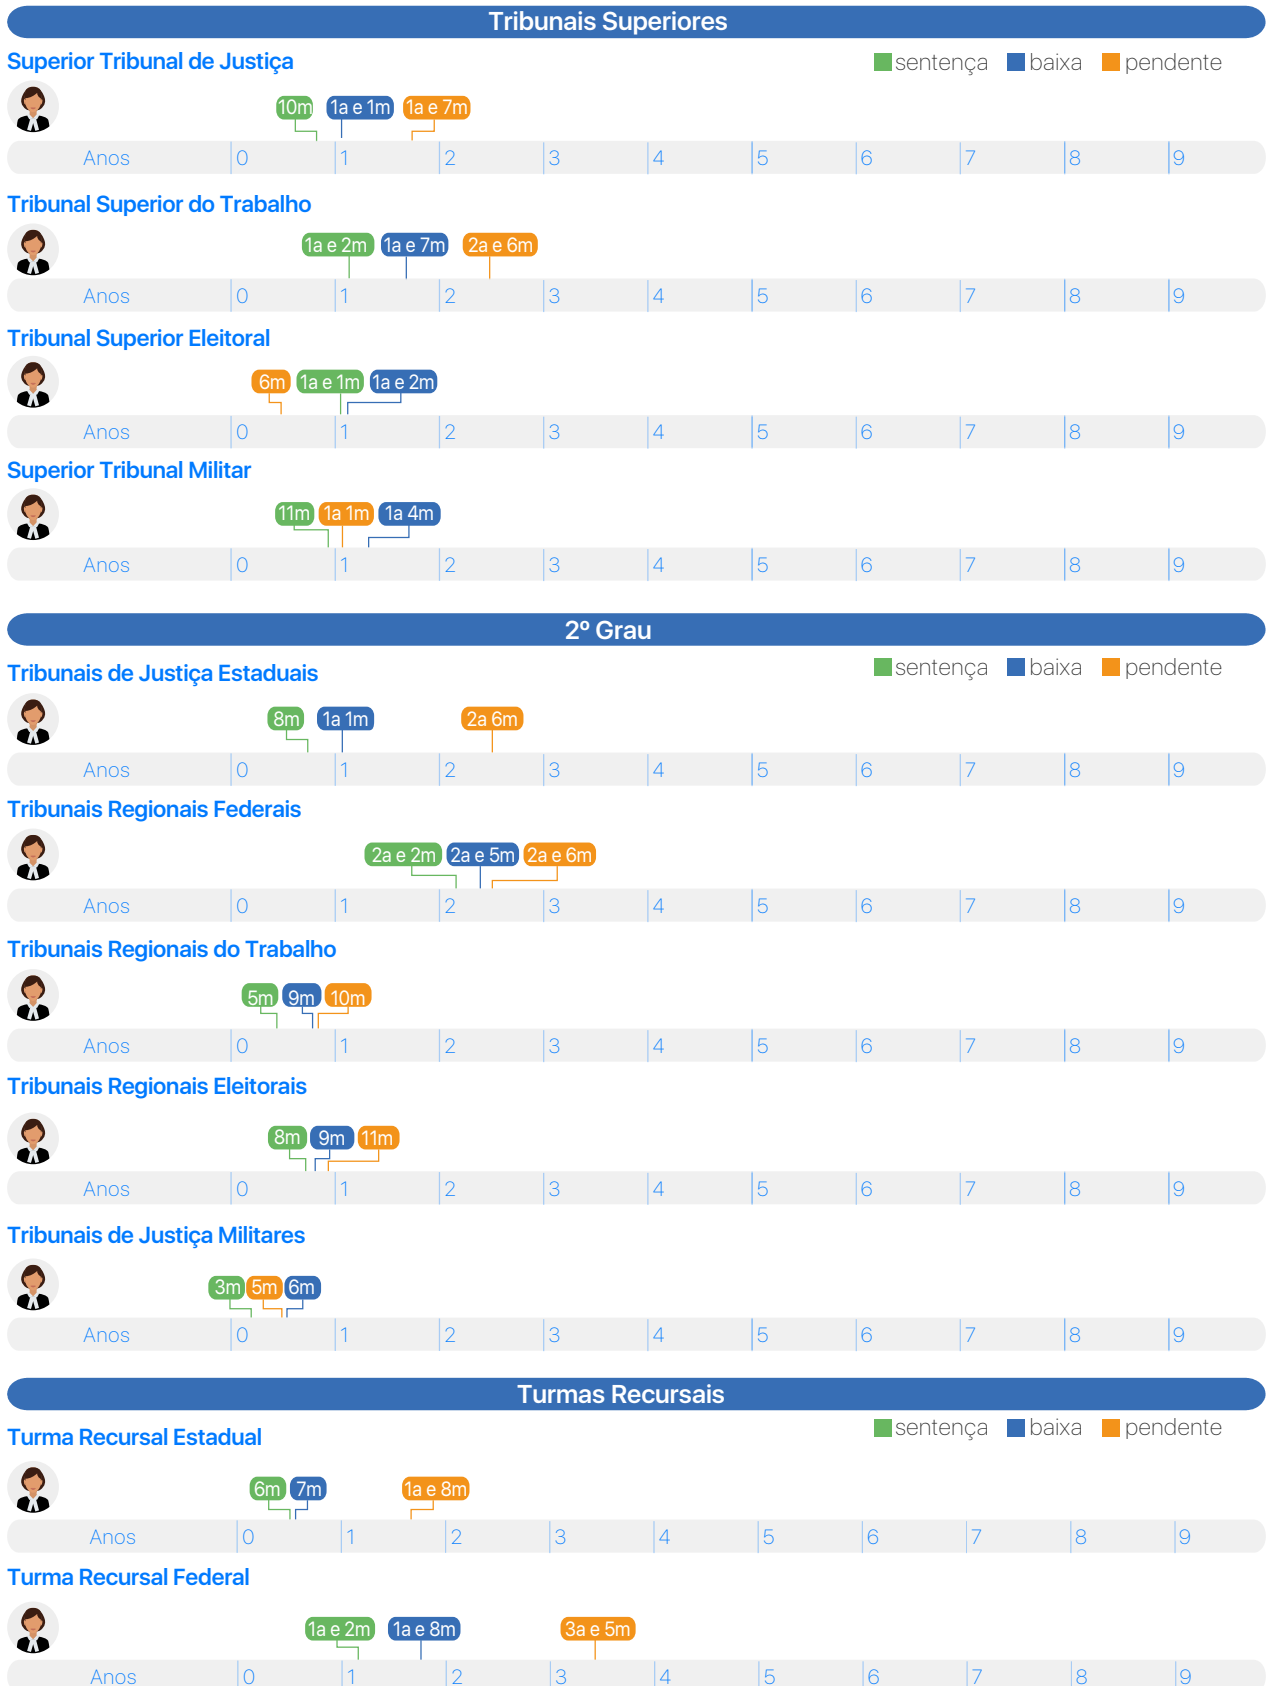 Tribunais Superiores
Superior Tribunal de Justiça
sentença baixa pendente
10m 1a e 1m 1a e 7m
Anos 0 1 2 3 4 5 6 7 8 9
Tribunal Superior do Trabalho
1a e 2m 1a e 7m 2a e 6m
Anos 0 1 2 3 4 5 6 7 8 9
Tribunal Superior Eleitoral
6m 1a e 1m 1a e 2m
Anos 0 1 2 3 4 5 6 7 8 9
Superior Tribunal Militar
11m 1a 1m 1a 4m
Anos 0 1 2 3 4 5 6 7 8 9
2º Grau
Tribunais de Justiça Estaduais
sentença baixa pendente
8m 1a 1m 2a 6m
Anos 0 1 2 3 4 5 6 7 8 9
Tribunais Regionais Federais
2a e 2m 2a e 5m 2a e 6m
Anos 0 1 2 3 4 5 6 7 8 9
Tribunais Regionais do Trabalho
5m 9m 10m
Anos 0 1 2 3 4 5 6 7 8 9
Tribunais Regionais Eleitorais
8m 9m 11m
Anos 0 1 2 3 4 5 6 7 8 9
Tribunais de Justiça Militares
3m 5m 6m
Anos 0 1 2 3 4 5 6 7 8 9
Turmas Recursais
Turma Recursal Estadual
sentença baixa pendente
6m 7m 1a e 8m
Anos 0 1 2 3 4 5 6 7 8 9
Turma Recursal Federal
1a e 2m 1a e 8m 3a e 5m
Anos 0 1 2 3 4 5 6 7 8 9